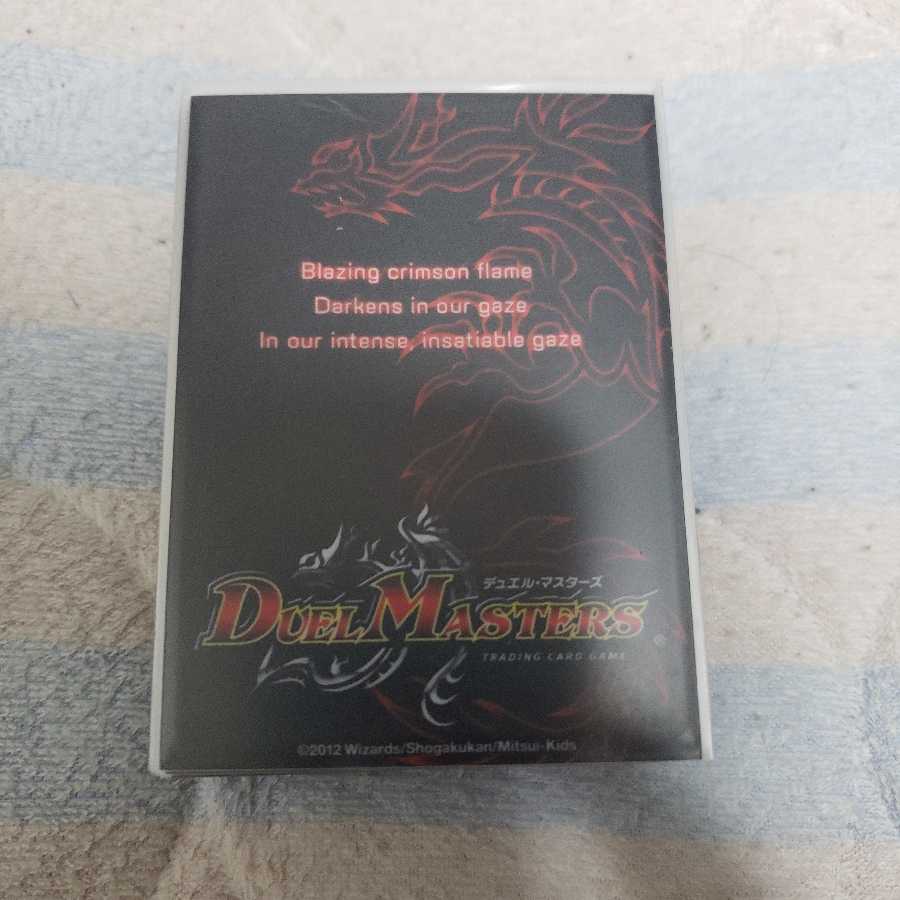 Blazing crimson flame
Darkens in our gaze
In our intense, insatiable gaze
デュエル・マスターズ
DUEL MASTERS®
TRADING CARD GAME
©2012 Wizards/Shogakukan/Mitsui-Kids